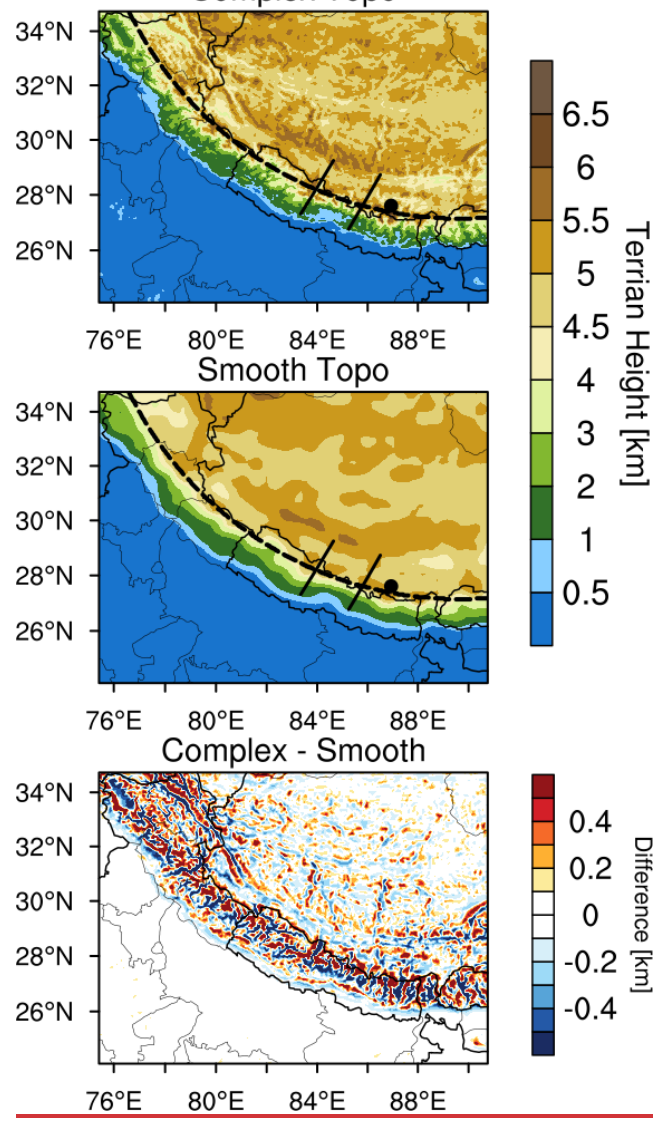 Complex Topo
34°N
32°N
30°N
28°N
26°N
76°E 80°E 84°E 88°E
Smooth Topo
34°N
32°N
30°N
28°N
26°N
76°E 80°E 84°E 88°E
6.5
6
5.5
5
4.5
4
3
2
1
0.5
Terrian Height [km]
Complex - Smooth
34°N
32°N
30°N
28°N
26°N
76°E 80°E 84°E 88°E
0.4
0.2
0
-0.2
-0.4
Difference [km]